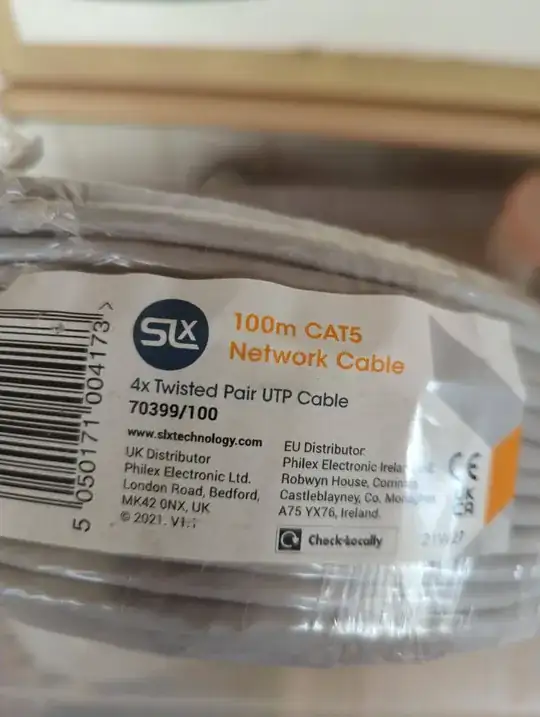 SLX
100m CAT5
Network Cable
4x Twisted Pair UTP Cable
70399/100
www.slxtechnology.com
UK Distributor
Philex Electronic Ltd.
London Road, Bedford,
MK42 0NX, UK
© 2021. V1.1
EU Distributor
Philex Electronic
Robwyn House,
Castleblayney, Co.
A75 YX76, Ireland.
CE
UK CA
Check Locally
5 050171 004173 >